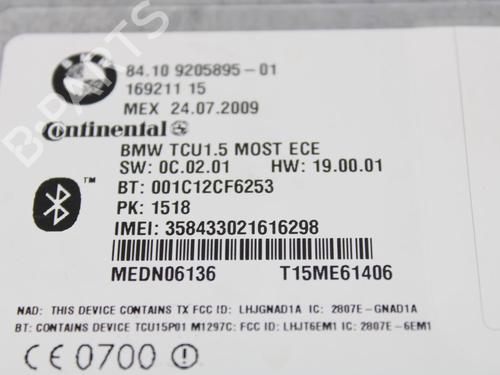 BMW
84.10 9205895-01
169211 15
MEX 24.07.2009
Continental
BMW TCU1.5 MOST ECE
SW: 0C.02.01 HW: 19.00.01
BT: 001C12CF6253
PK: 1518
IMEI: 358433021616298
MEDN06136 T15ME61406
NAD: THIS DEVICE CONTAINS TX FCC ID: LHJGNAD1A IC: 2807E-GNAD1A
BT: CONTAINS DEVICE TCU15P01 M1297C: FCC ID: LHJT6EM1 IC: 2807E-6EM1
CE 0700
B-PARTS